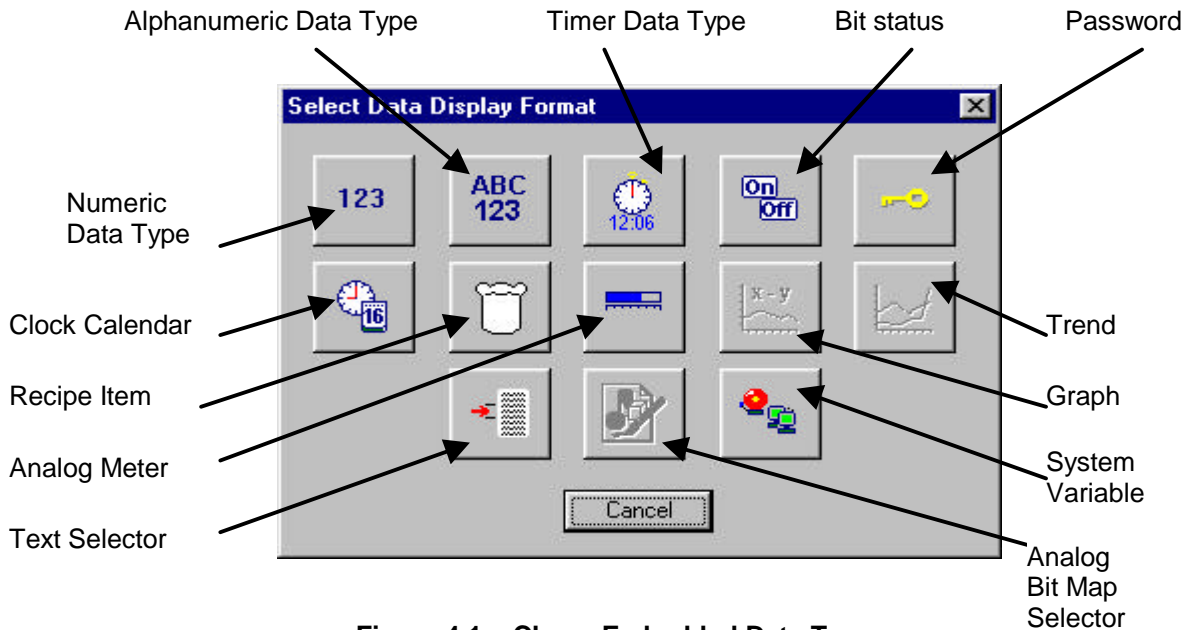 Alphanumeric Data Type
Timer Data Type
Bit status
Password
Select Data Display Format
Numeric
Data Type
123
ABC
123
12:06
On
Off
Clock Calendar
16
x-y
Trend
Recipe Item
Graph
Analog Meter
System
Variable
Cancel
Text Selector
Analog
Bit Map
Selector